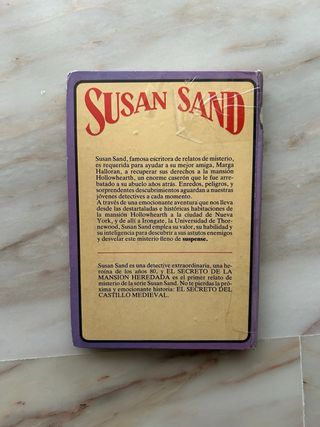 SUSAN SAND
Susan Sand, famosa escritora de relatos de misterio,
es requerida para ayudar a su mejor amiga, Marga
Halloran, a recuperar sus derechos a la mansión
Hollowhearth, un enorme caserón que le fue arre-
batado a su abuelo años atrás. Enredos, peligros, y
sorprendentes descubrimientos aguardan a nuestras
jóvenes detectives a cada momento.
A través de una emocionante aventura que nos lleva
desde las destartaladas e históricas habitaciones de
la mansión Hollowhearth a la ciudad de Nueva
York, y de allí a Irongate, la Universidad de Thor-
newood, Susan Sand emplea su valor, su habilidad y
su inteligencia para descubrir a sus astutos enemigos
y desvelar este misterio lleno de suspense.
Susan Sand es una detective extraordinaria, una he-
roína de los años 80, y EL SECRETO DE LA
MANSION HEREDADA es el primer relato de
misterio de la serie Susan Sand. No te pierdas la pró-
xima y emocionante historia: EL SECRETO DEL
CASTILLO MEDIEVAL.